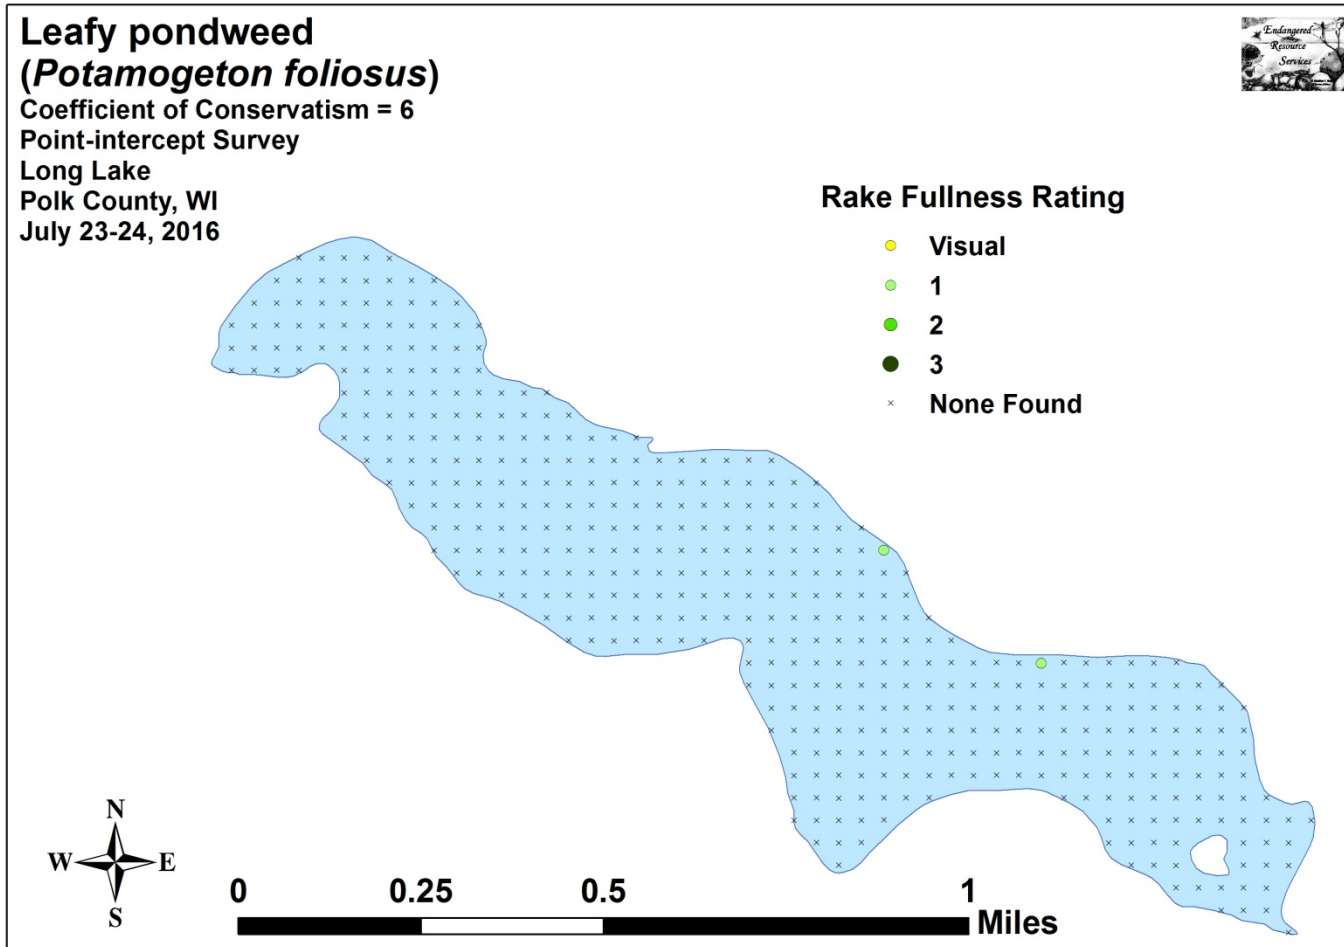 Leafy pondweed
(Potamogeton foliosus)
Coefficient of Conservatism = 6
Point-intercept Survey
Long Lake
Polk County, WI
July 23-24, 2016
Endangered
Resource
Services
Rake Fullness Rating
Visual
1
2
3
None Found
N
W E
S
0 0.25 0.5 1
Miles